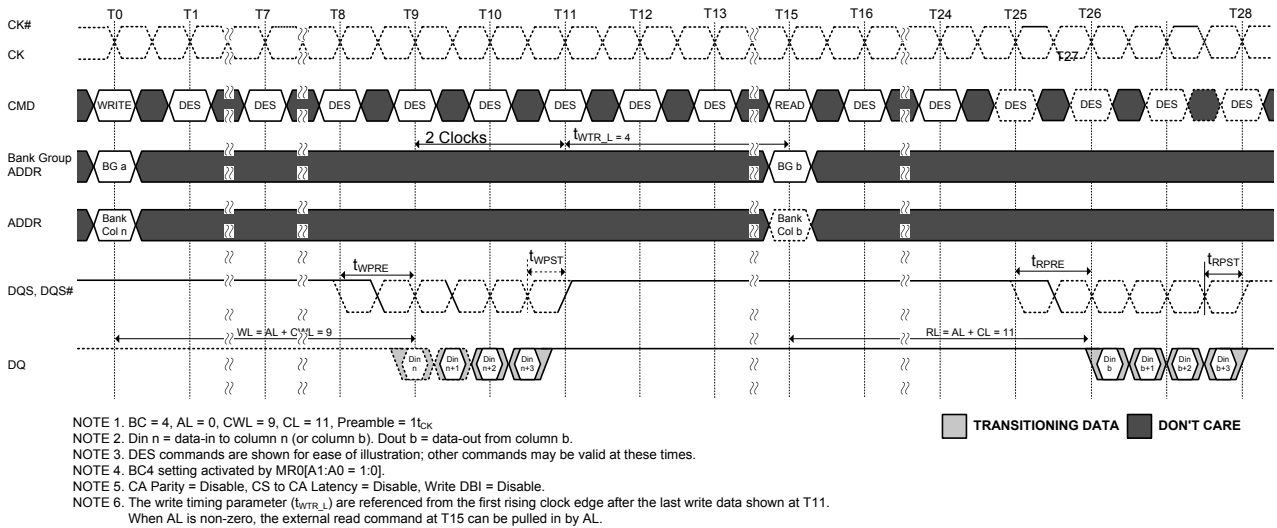 T0 T1 T7 T8 T9 T10 T11 T12 T13 T15 T16 T24 T25 T26 T28
CK#
CK
T27
CMD WRITE DES DES DES DES DES DES DES DES READ DES DES DES DES DES DES
2 Clocks tWTR_L = 4
Bank Group
ADDR
BG a BG b
ADDR
Bank
Col n
Bank
Col b
tWPRE tWPST tRPRE tRPST
DQS, DQS#
WL = AL + CWL = 9 RL = AL + CL = 11
DQ
Din
n
Din
n+1
Din
n+2
Din
n+3
Din
b
Din
b+1
Din
b+2
Din
b+3
TRANSITIONING DATA DON'T CARE
NOTE 1. BC = 4, AL = 0, CWL = 9, CL = 11, Preamble = 1tCK
NOTE 2. Din n = data-in to column n (or column b). Dout b = data-out from column b.
NOTE 3. DES commands are shown for ease of illustration; other commands may be valid at these times.
NOTE 4. BC4 setting activated by MR0[A1:A0 = 1:0].
NOTE 5. CA Parity = Disable, CS to CA Latency = Disable, Write DBI = Disable.
NOTE 6. The write timing parameter (tWTR_L) are referenced from the first rising clock edge after the last write data shown at T11.
When AL is non-zero, the external read command at T15 can be pulled in by AL.